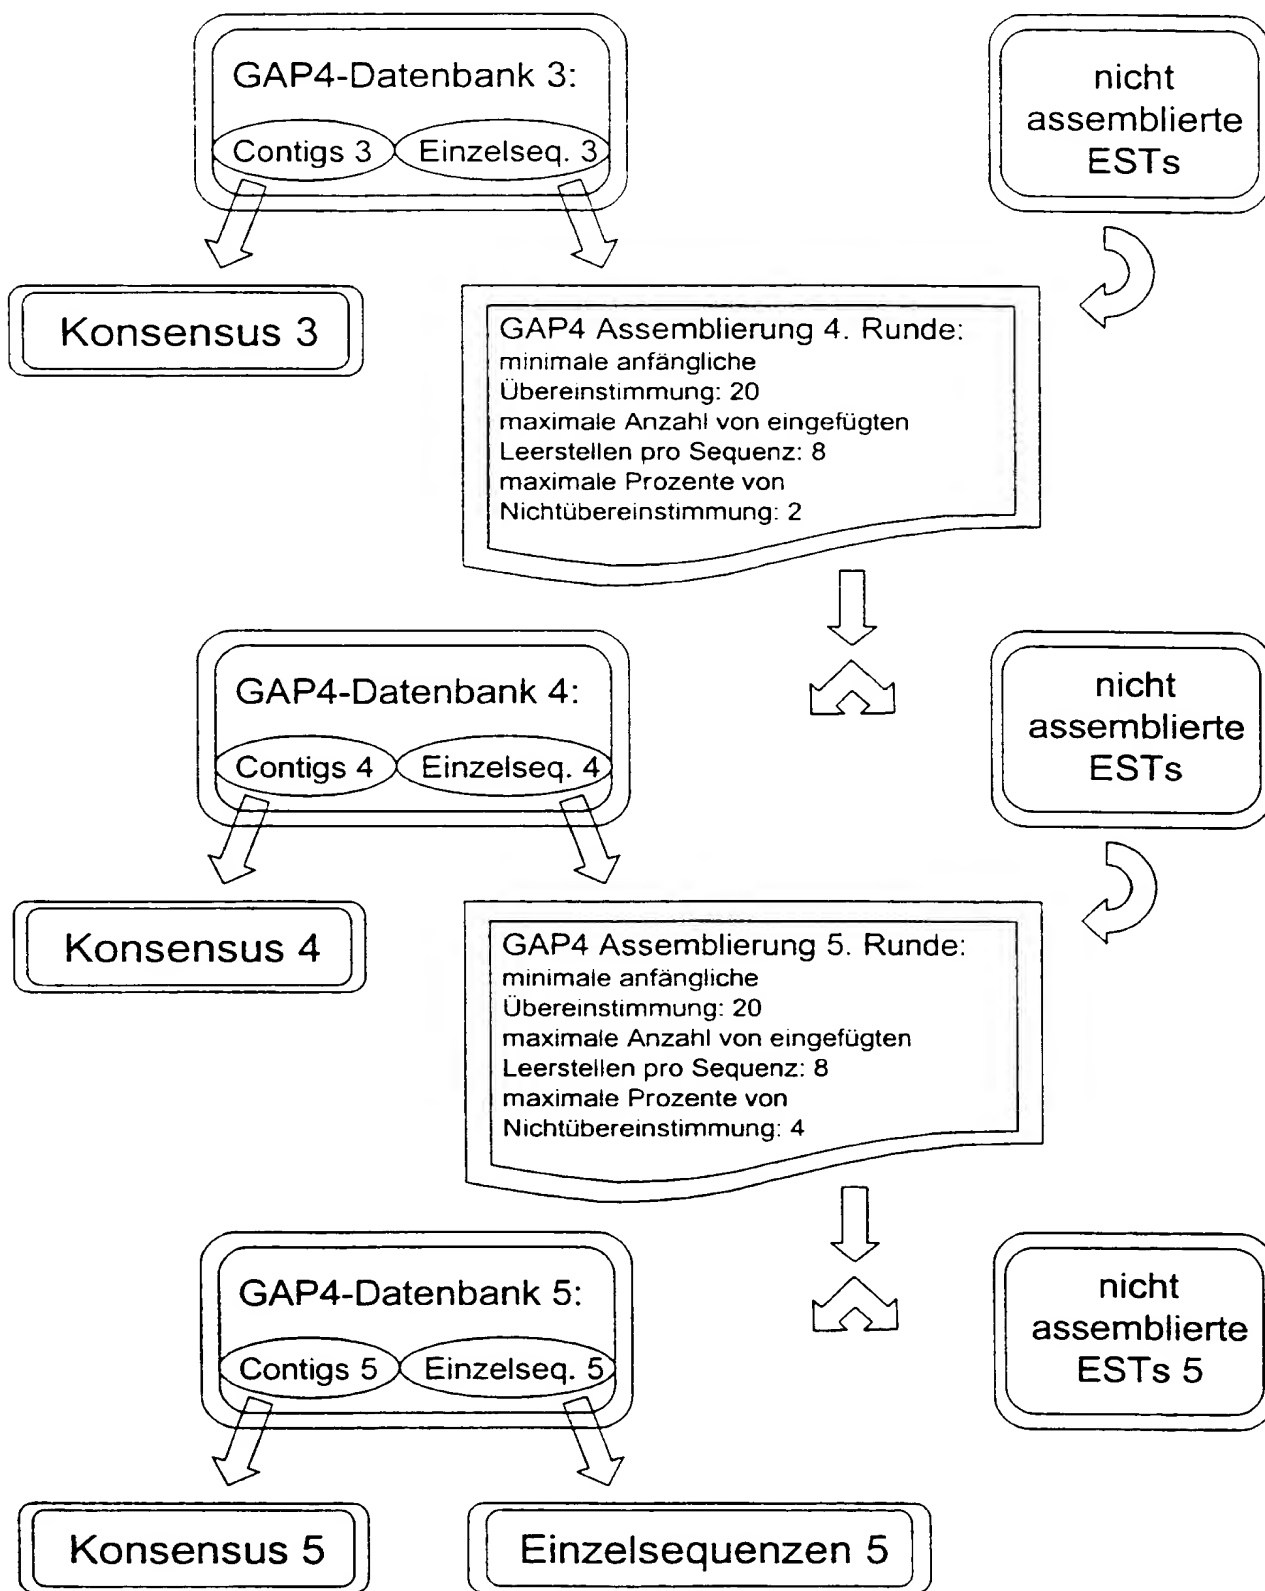 GAP4-Datenbank 3:
Contigs 3
Einzelseq. 3
nicht
assemblierte
ESTs
Konsensus 3
GAP4 Assemblierung 4. Runde:
minimale anfängliche
Übereinstimmung: 20
maximale Anzahl von eingefügten
Leerstellen pro Sequenz: 8
maximale Prozente von
Nichtübereinstimmung: 2
GAP4-Datenbank 4:
Contigs 4
Einzelseq. 4
nicht
assemblierte
ESTs
Konsensus 4
GAP4 Assemblierung 5. Runde:
minimale anfängliche
Übereinstimmung: 20
maximale Anzahl von eingefügten
Leerstellen pro Sequenz: 8
maximale Prozente von
Nichtübereinstimmung: 4
GAP4-Datenbank 5:
Contigs 5
Einzelseq. 5
nicht
assemblierte
ESTs 5
Konsensus 5
Einzelsequenzen 5